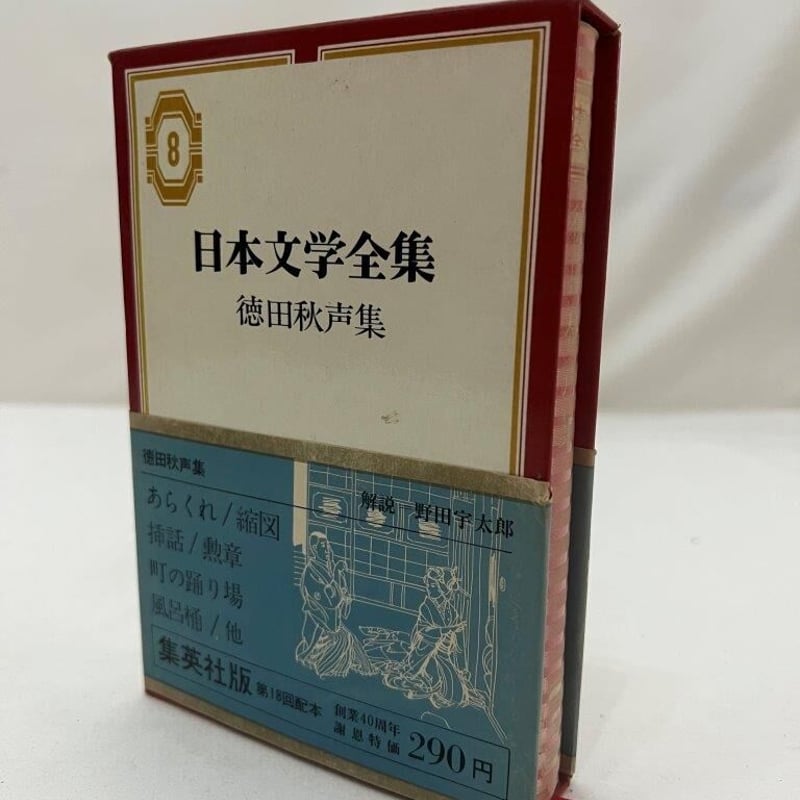 8
日本文学全集
徳田秋声集
徳田秋声集
解説－野田宇太郎
あらくれ/縮図
挿話/勲章
町の踊り場
風呂桶/他
集英社版 第18回配本
創業40周年
謝恩特価 290円